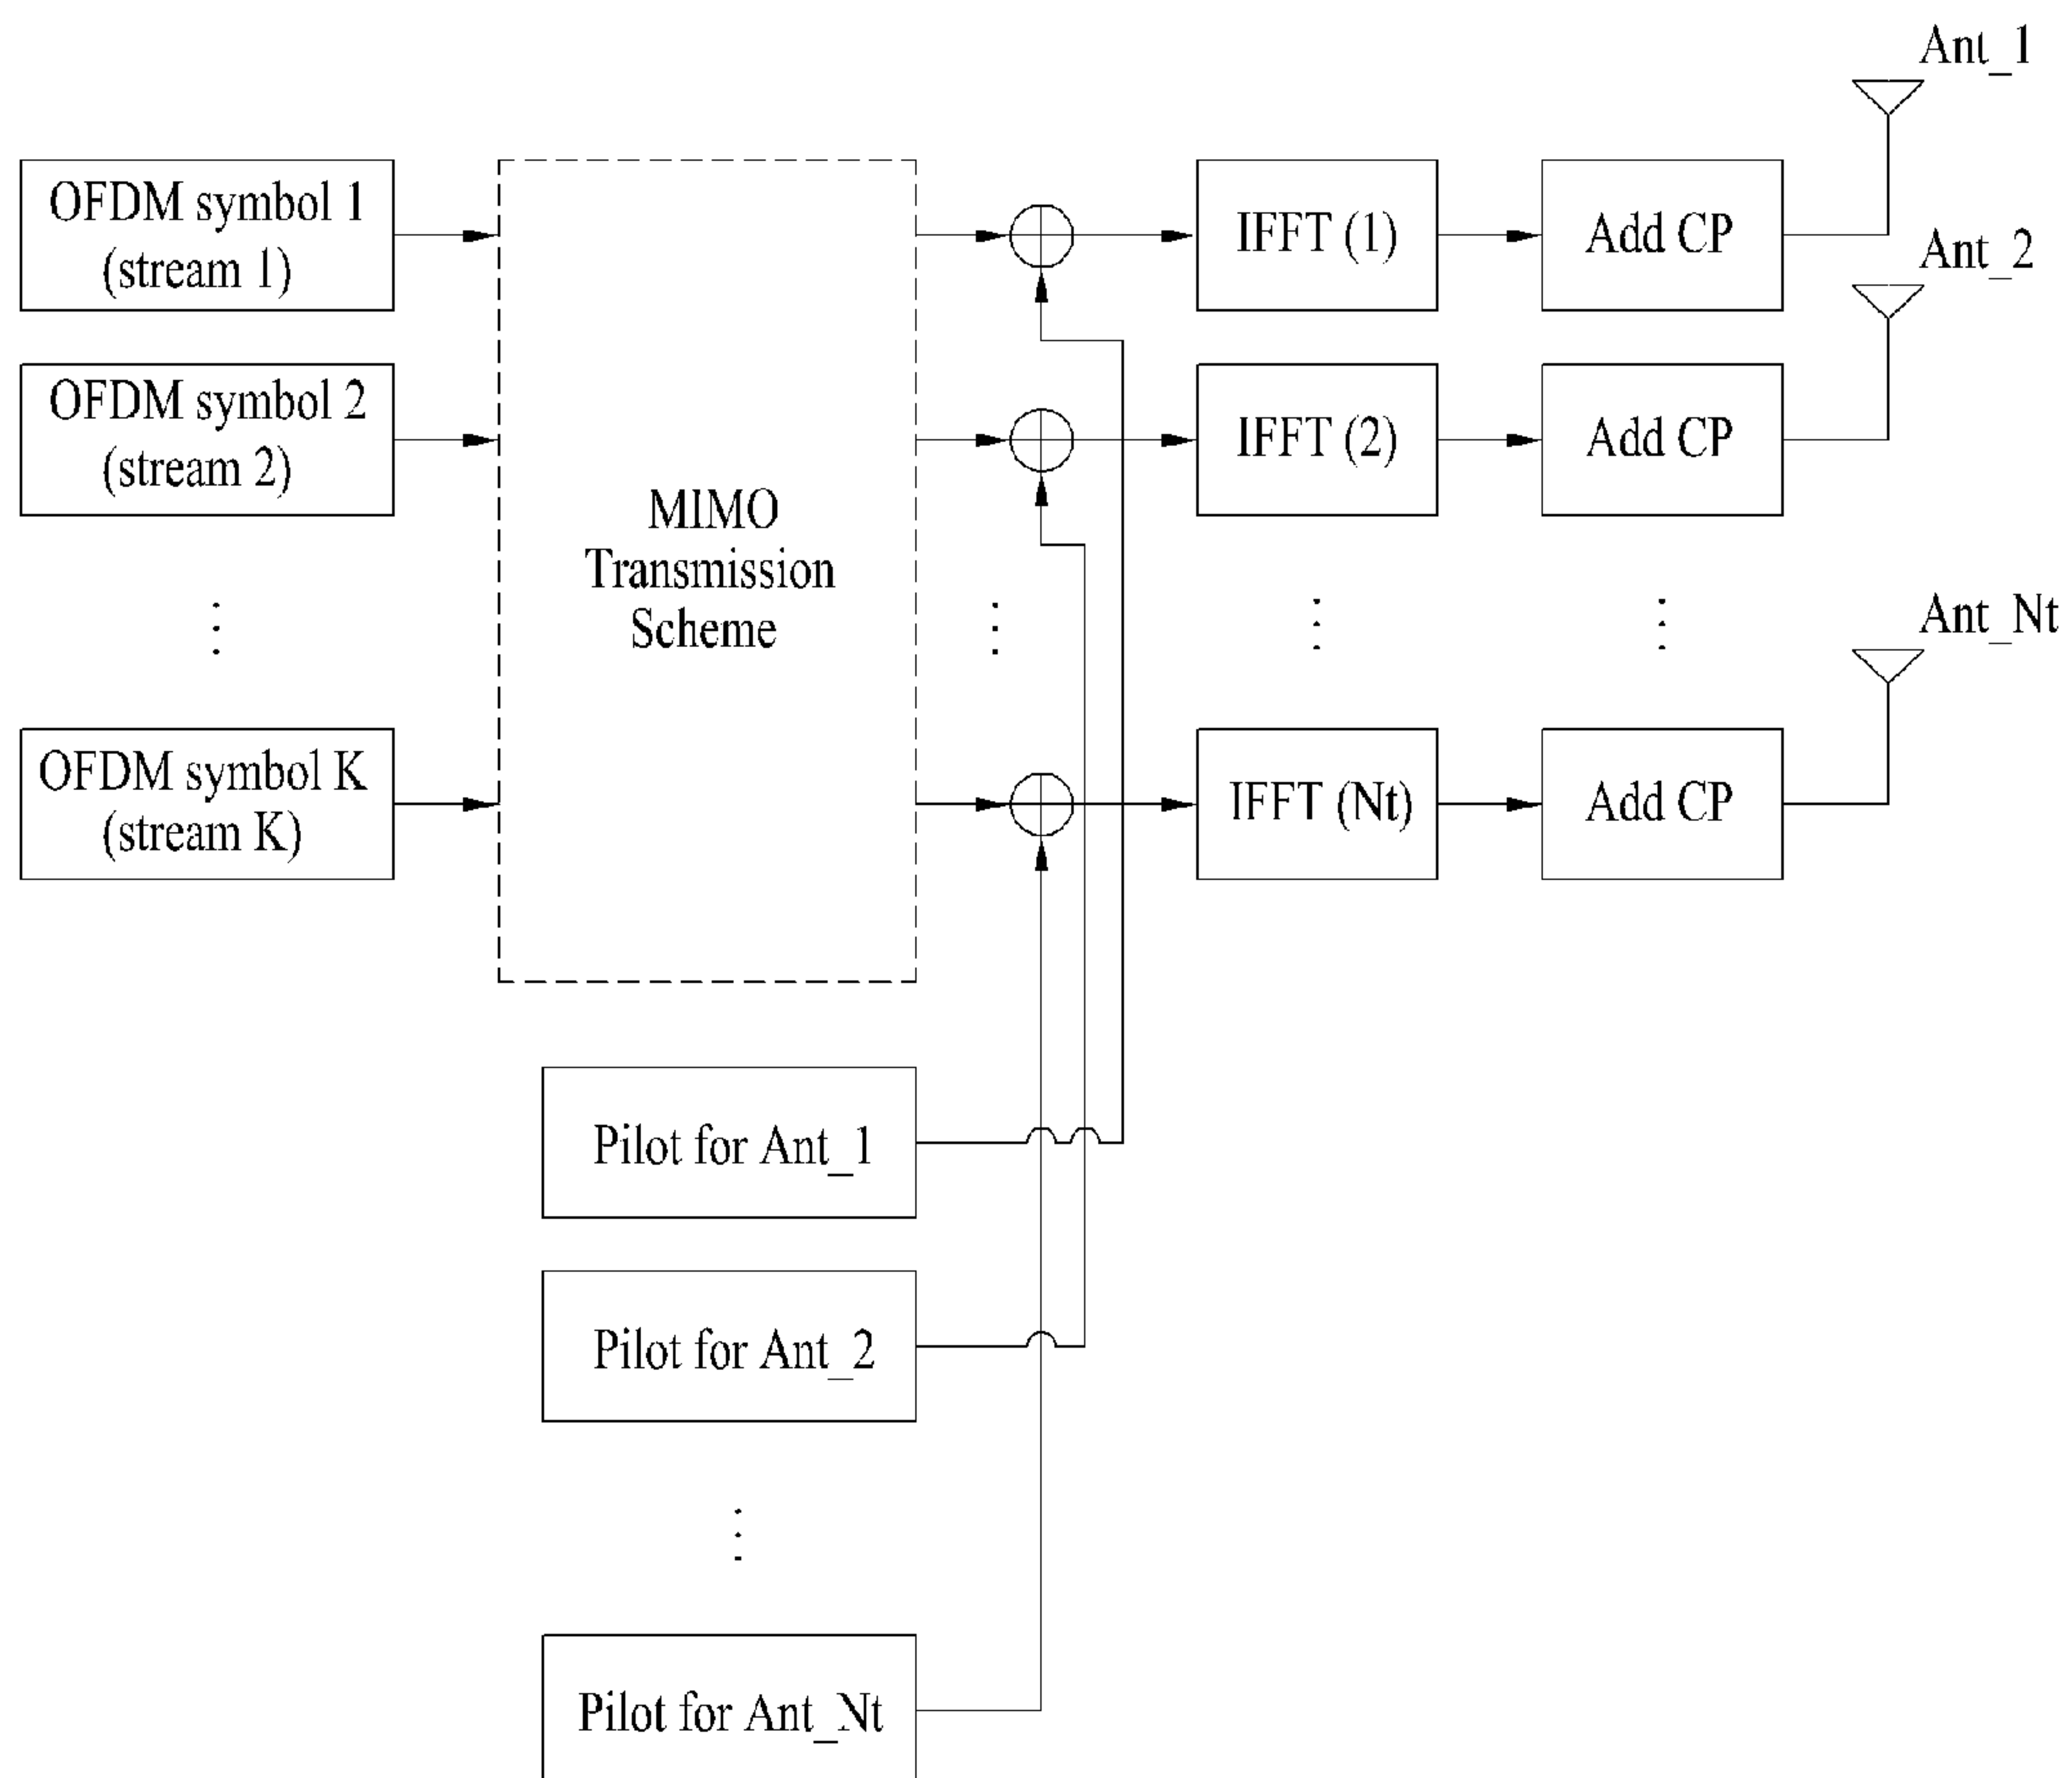 Ant_1
OFDM symbol 1
(stream 1)
IFFT (1)
Add CP
Ant_2
OFDM symbol 2
(stream 2)
IFFT (2)
Add CP
MIMO
Transmission
Scheme
Ant_Nt
OFDM symbol K
(stream K)
IFFT (Nt)
Add CP
Pilot for Ant_1
Pilot for Ant_2
Pilot for Ant_Nt